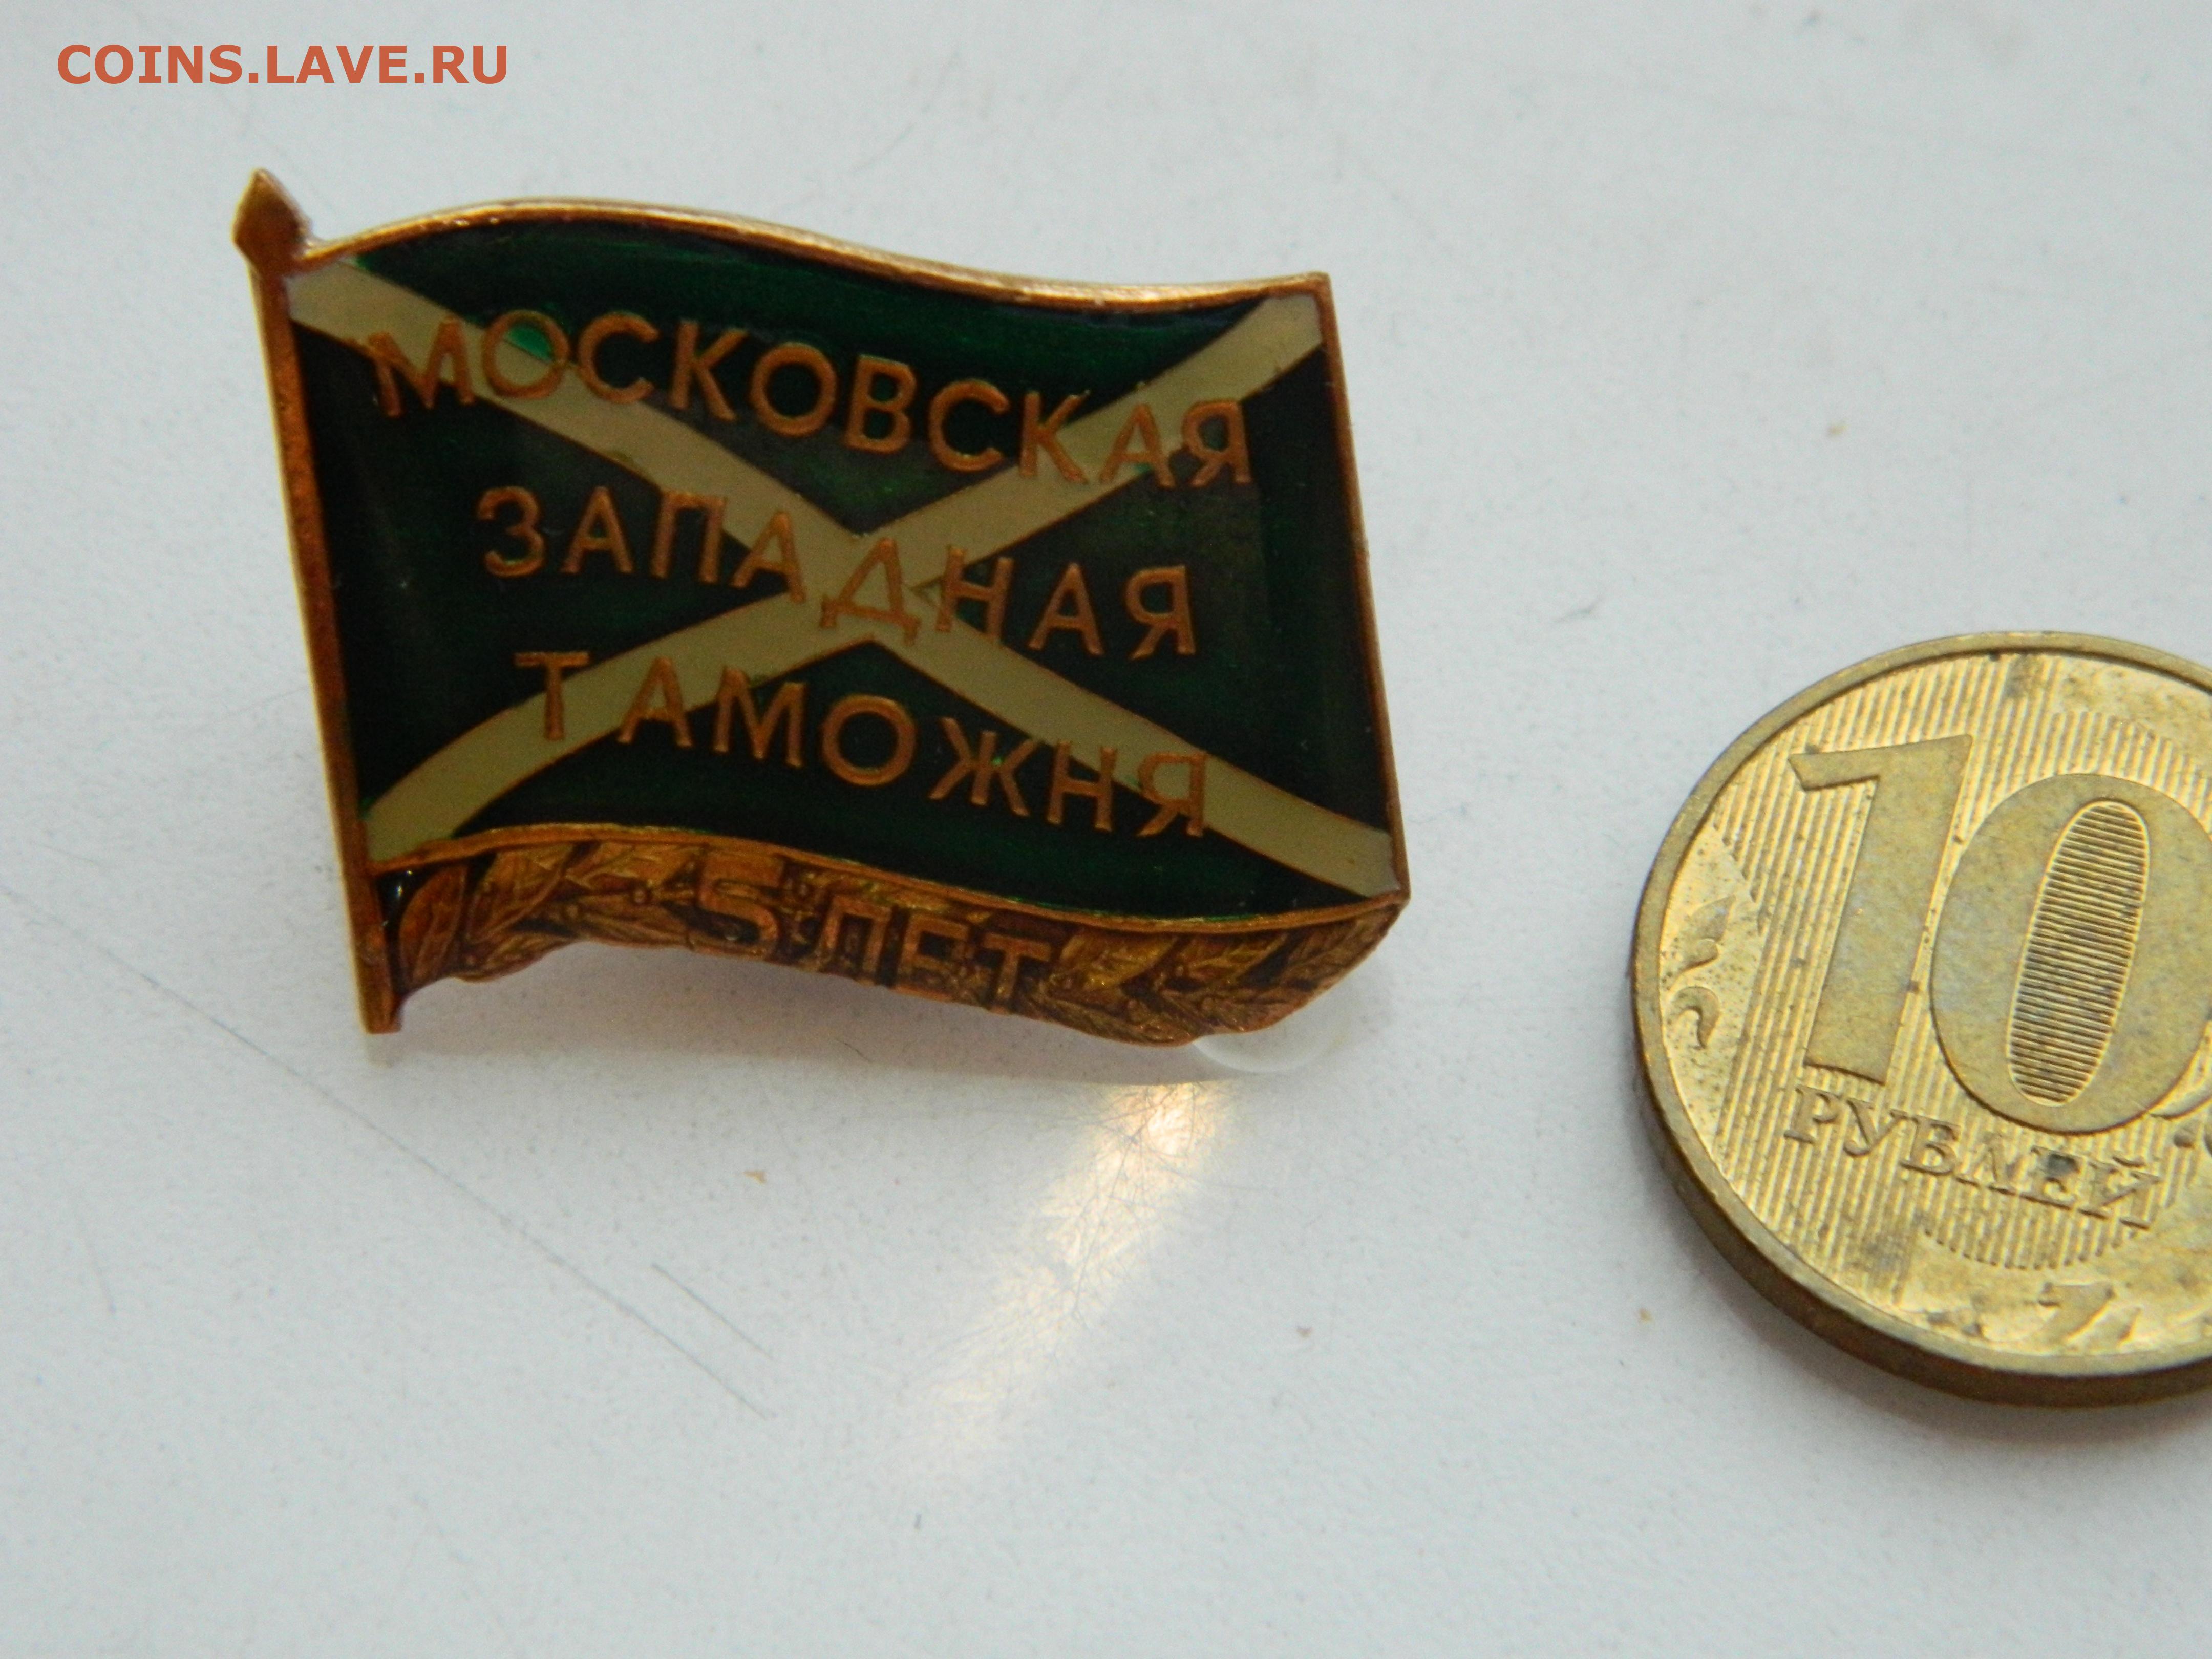 COINS.LAVE.RU
МОСКОВСКАЯ
ЗАПАДНАЯ
ТАМОЖНЯ
5 ЛЕТ
10
РУБЛЕЙ